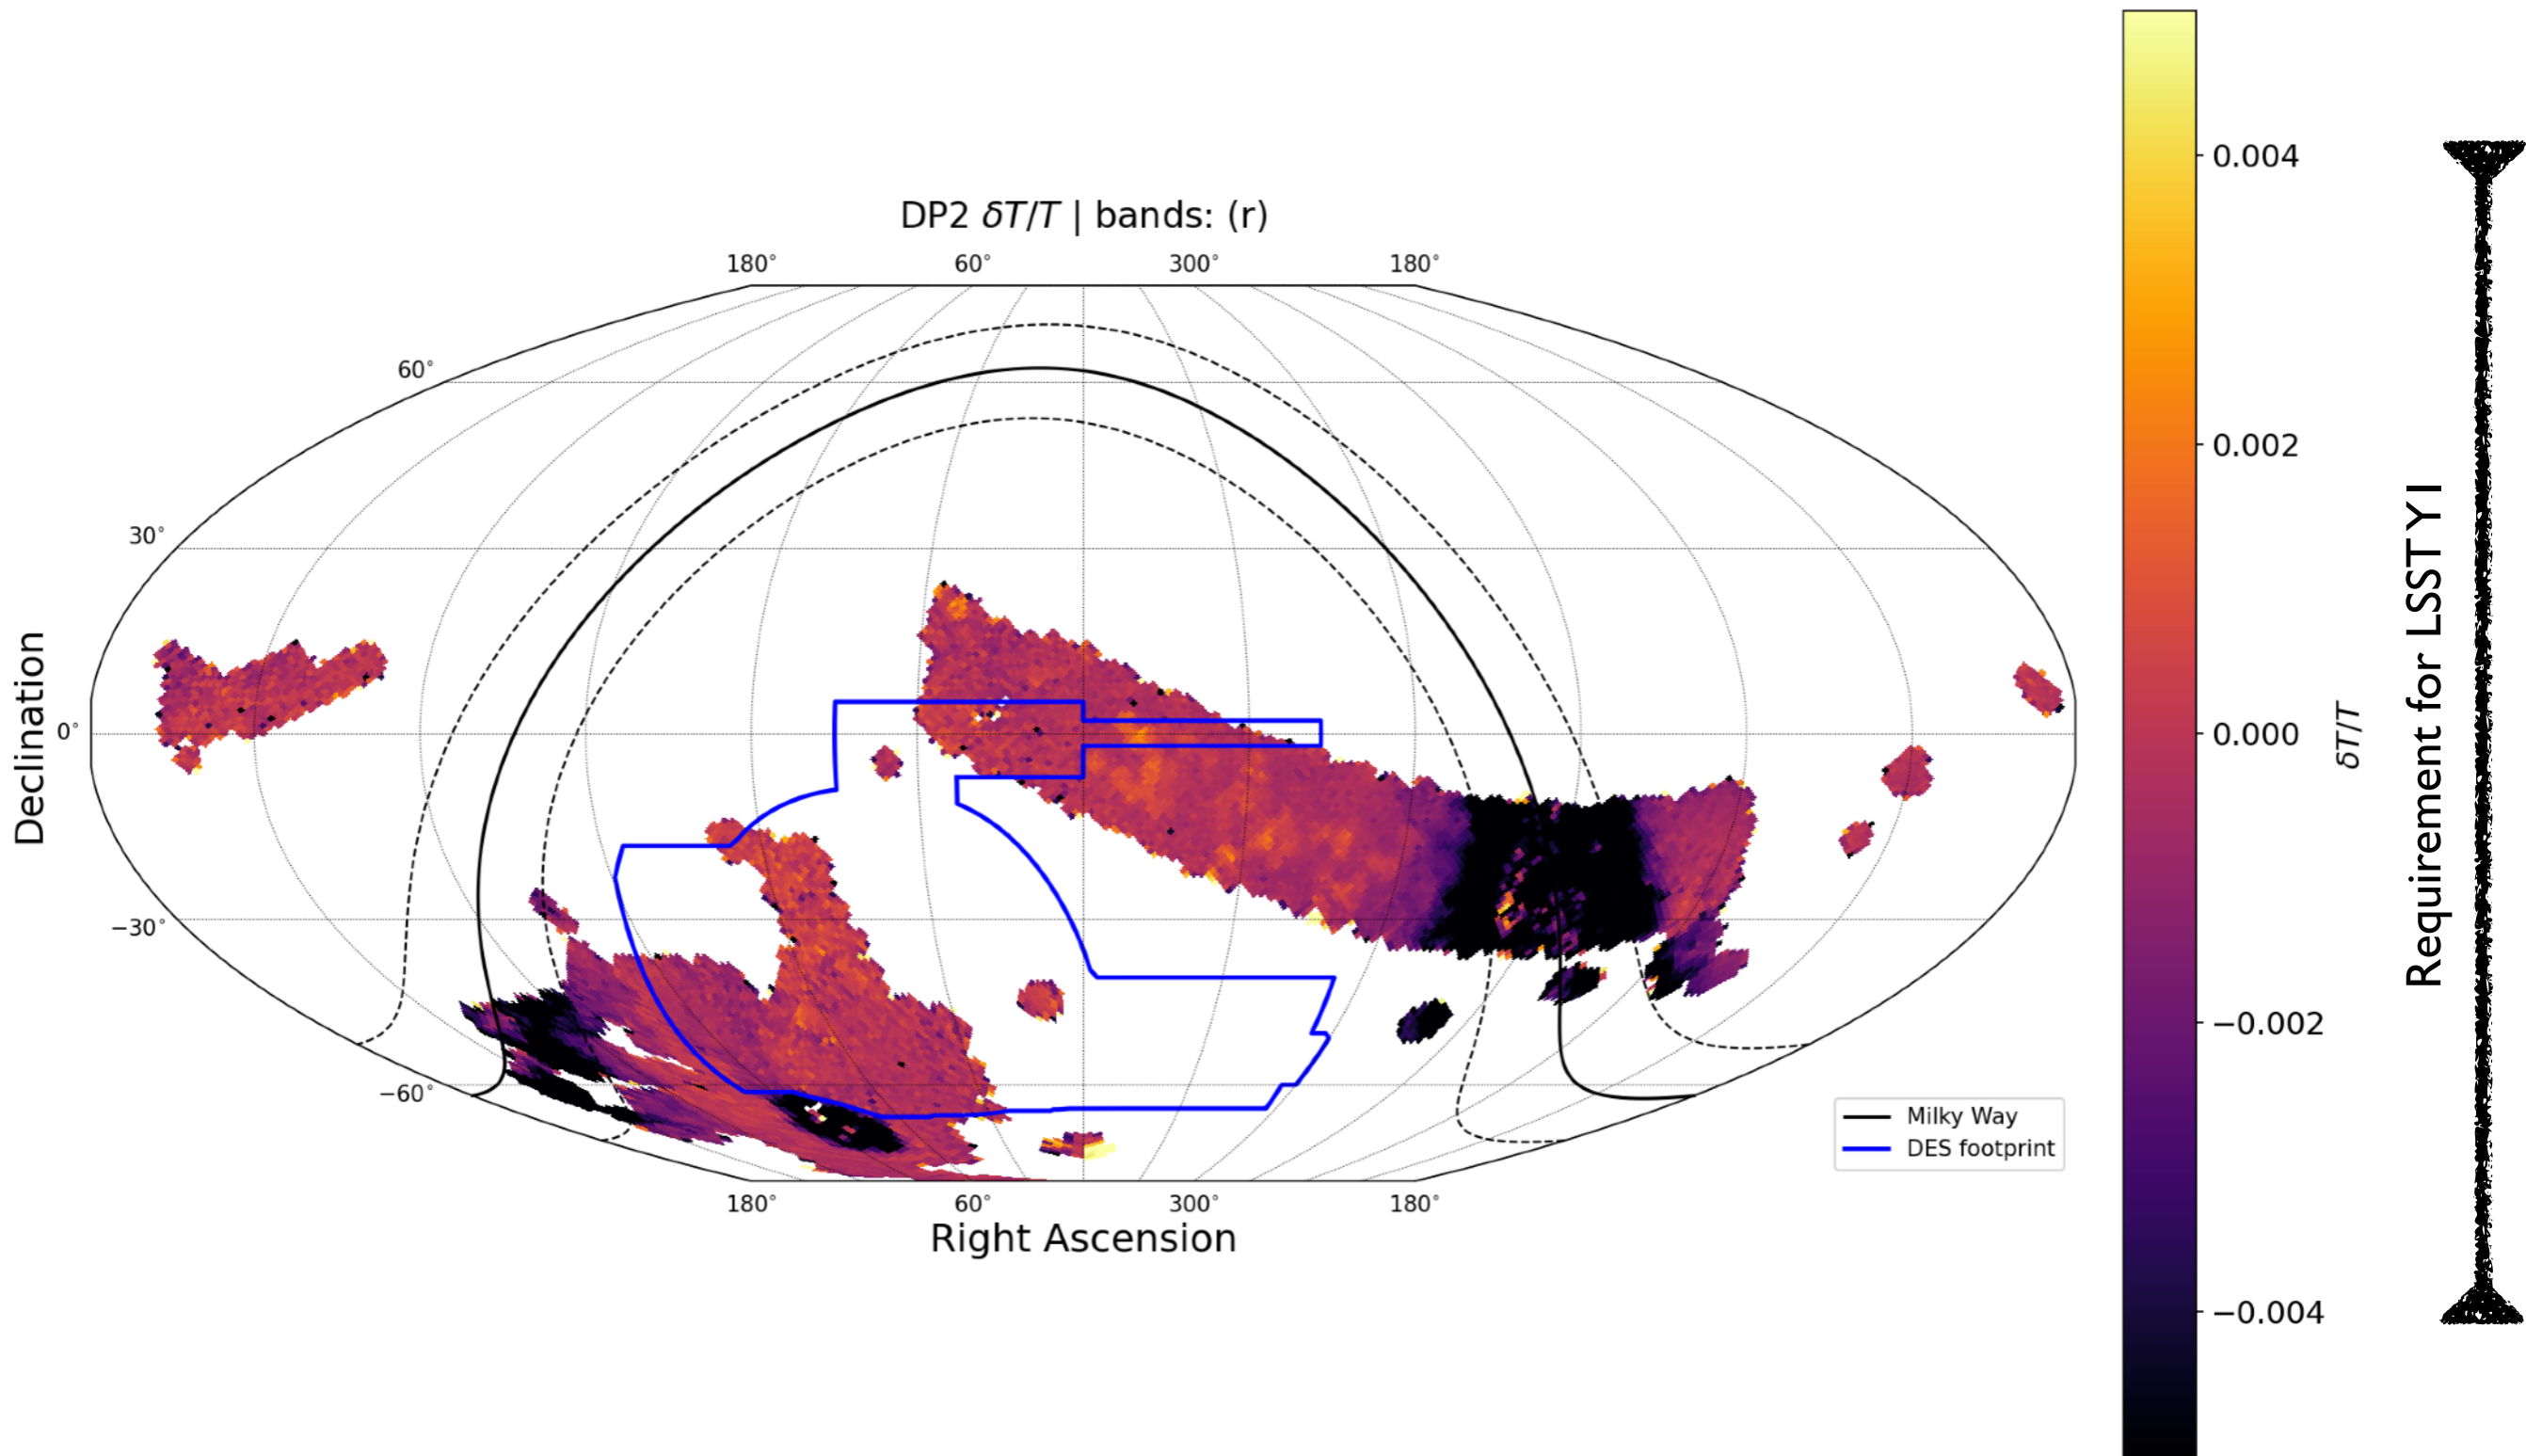 DP2 δT/T | bands: (r)
180° 60° 300° 180°
60°
30°
0°
−30°
−60°
Declination
180° 60° 300° 180°
Right Ascension
Milky Way
DES footprint
0.004
0.002
0.000
−0.002
−0.004
δT/T
Requirement for LSST Y1